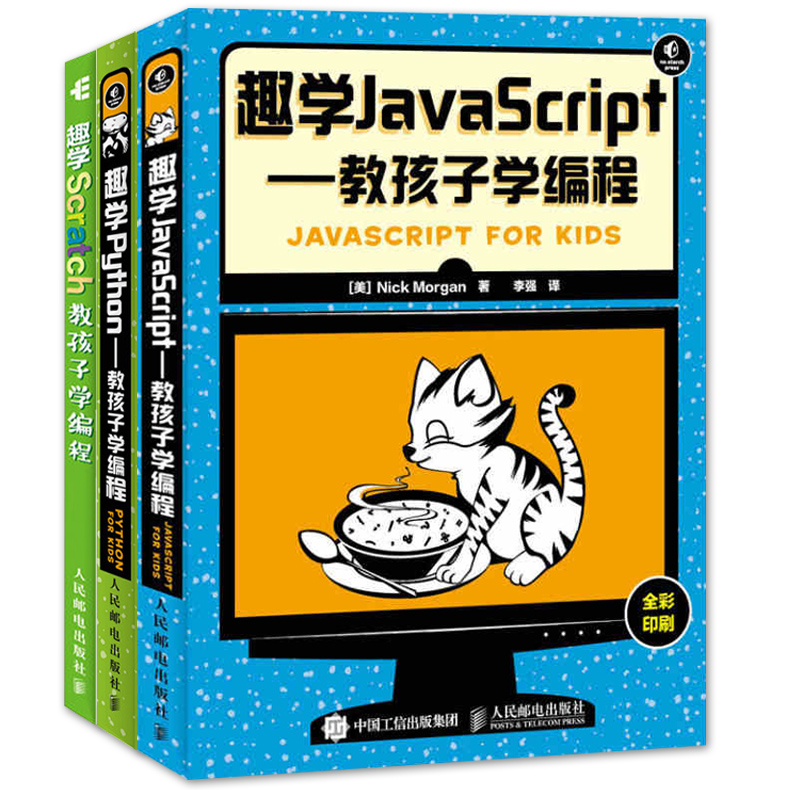 趣学JavaScript
—教孩子学编程
JAVASCRIPT FOR KIDS
[美] Nick Morgan 著 李强 译
no starch
press
全彩
印刷
中国工信出版集团
人民邮电出版社
POSTS & TELECOM PRESS
趣学Scratch 教孩子学编程
人民邮电出版社
趣学Python—教孩子学编程
PYTHON
FOR KIDS
人民邮电出版社
趣学JavaScript—教孩子学编程
JAVASCRIPT
FOR KIDS
人民邮电出版社